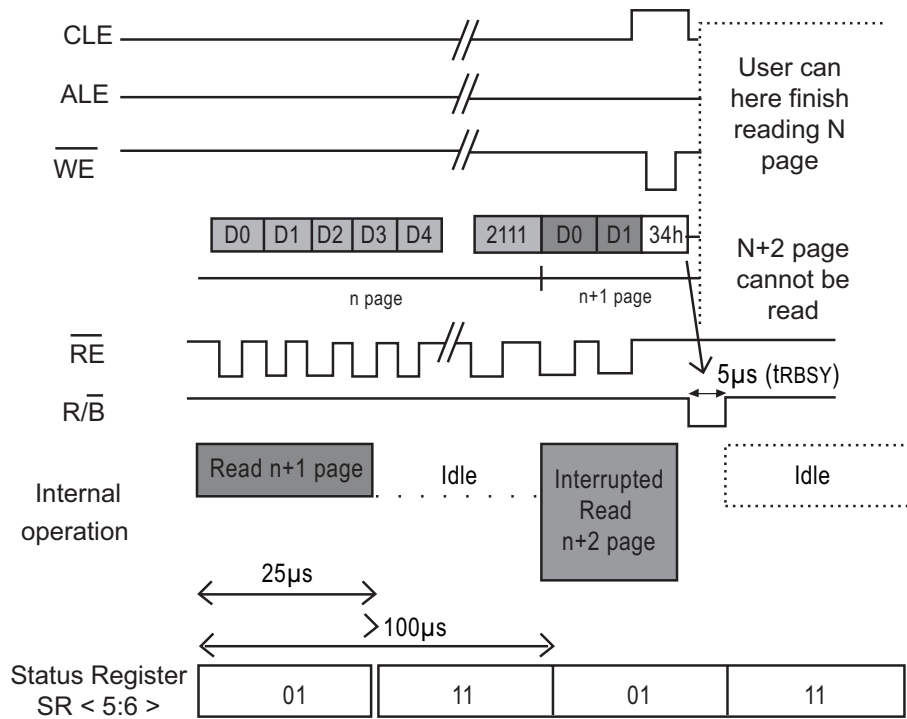 CLE
ALE
WE
User can
here finish
reading N
page
D0 D1 D2 D3 D4 2111 D0 D1 34h
n page n+1 page
N+2 page
cannot be
read
RE
5µs (tRBSY)
R/B
Internal
operation
Read n+1 page
Idle
Interrupted
Read
n+2 page
Idle
25µs
>100µs
Status Register
SR < 5:6 >
01 11 01 11